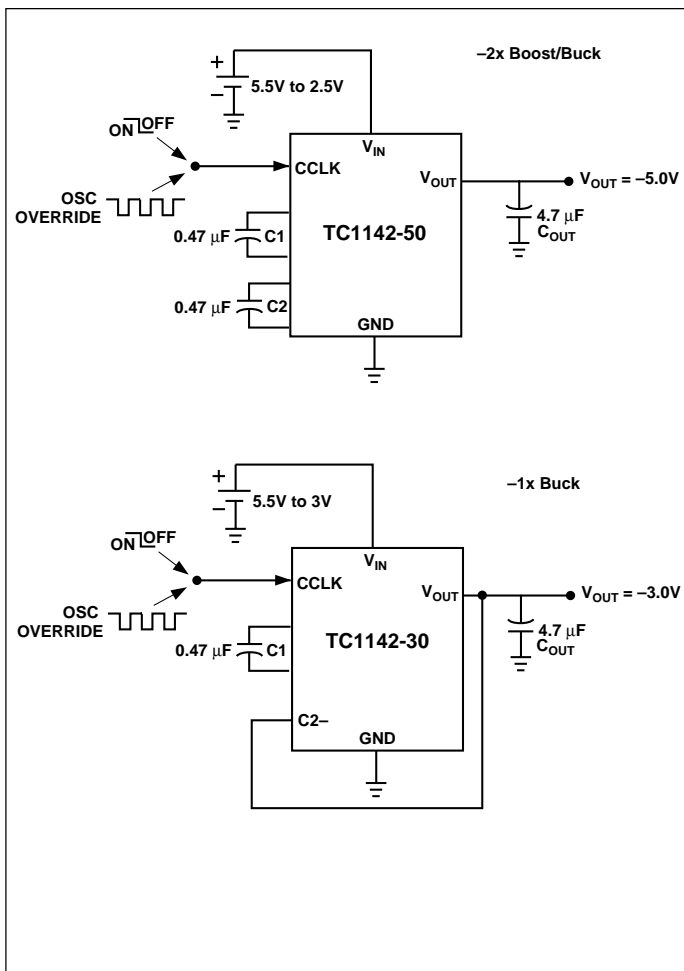 –2x Boost/Buck
+
–
5.5V to 2.5V
ON OFF
OSC
OVERRIDE
VIN
CCLK
VOUT
VOUT = –5.0V
0.47 μF C1
TC1142-50
4.7 μF
COUT
0.47 μF C2
GND
–1x Buck
+
–
5.5V to 3V
ON OFF
OSC
OVERRIDE
VIN
CCLK
VOUT
VOUT = –3.0V
0.47 μF C1
TC1142-30
4.7 μF
COUT
C2–
GND